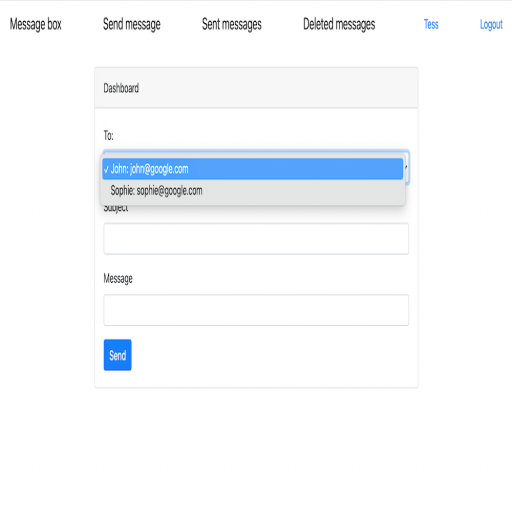 Message box Send message Sent messages Deleted messages Tess Logout
Dashboard
To:
✓ John: john@google.com
Sophie: sophie@google.com
Subject
Message
Send